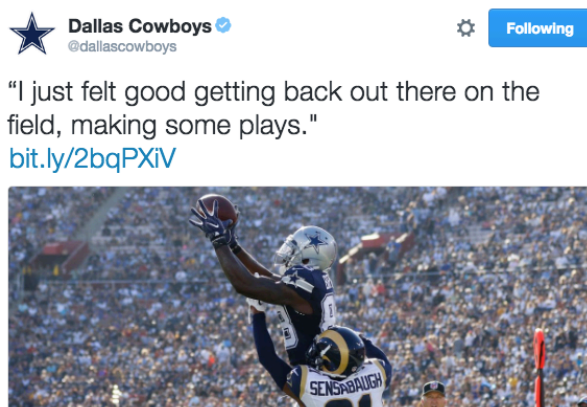 Dallas Cowboys
@dallascowboys
Following
“I just felt good getting back out there on the
field, making some plays."
bit.ly/2bqPXiV
SENSABAUGH